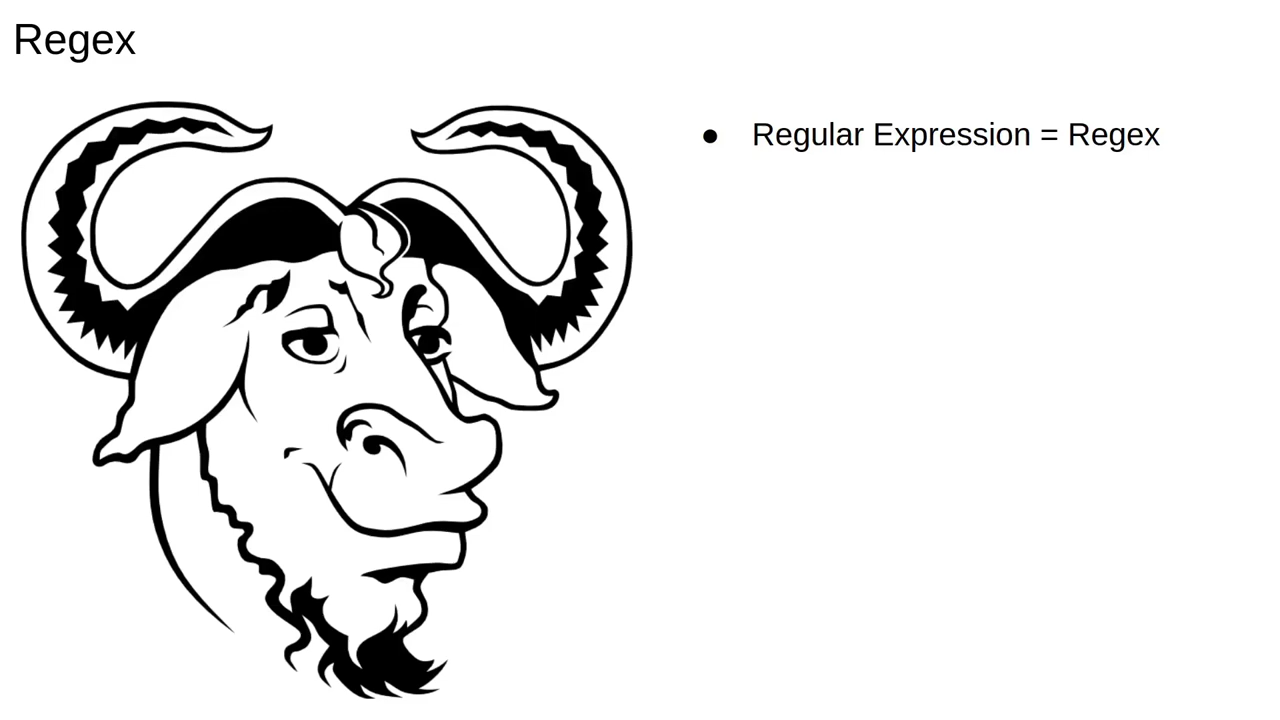 Regex
● Regular Expression = Regex